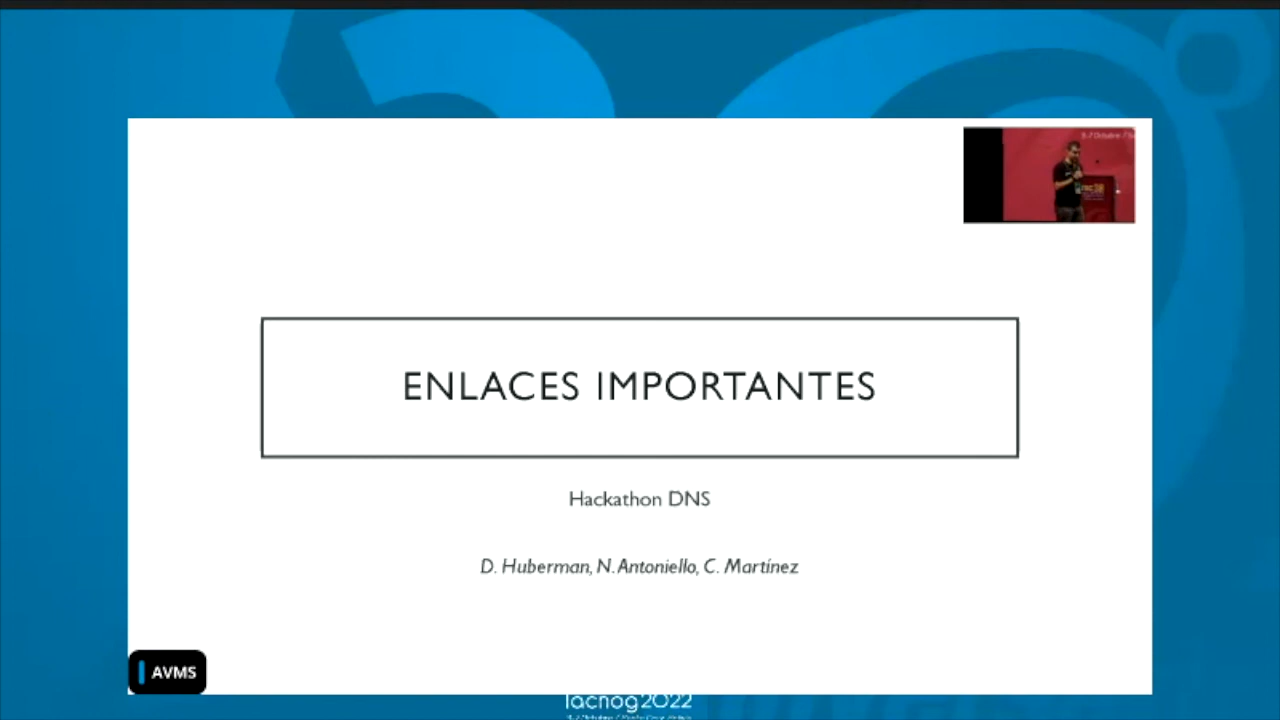 ENLACES IMPORTANTES
Hackathon DNS
D. Huberman, N. Antoniello, C. Martínez
AVMS
lacnog2022